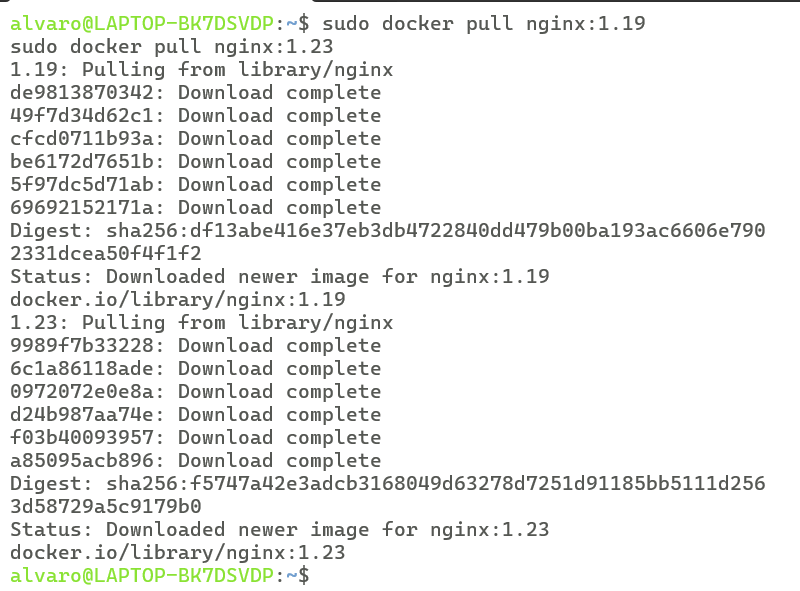 alvaro@LAPTOP-BK7DSVDP:~$ sudo docker pull nginx:1.19
sudo docker pull nginx:1.23
1.19: Pulling from library/nginx
de9813870342: Download complete
49f7d34d62c1: Download complete
cfcd0711b93a: Download complete
be6172d7651b: Download complete
5f97dc5d71ab: Download complete
69692152171a: Download complete
Digest: sha256:df13abe416e37eb3db4722840dd479b00ba193ac6606e790
2331dcea50f4f1f2
Status: Downloaded newer image for nginx:1.19
docker.io/library/nginx:1.19
1.23: Pulling from library/nginx
9989f7b33228: Download complete
6c1a86118ade: Download complete
0972072e0e8a: Download complete
d24b987aa74e: Download complete
f03b40093957: Download complete
a85095acb896: Download complete
Digest: sha256:f5747a42e3adcb3168049d63278d7251d91185bb5111d256
3d58729a5c9179b0
Status: Downloaded newer image for nginx:1.23
docker.io/library/nginx:1.23
alvaro@LAPTOP-BK7DSVDP:~$